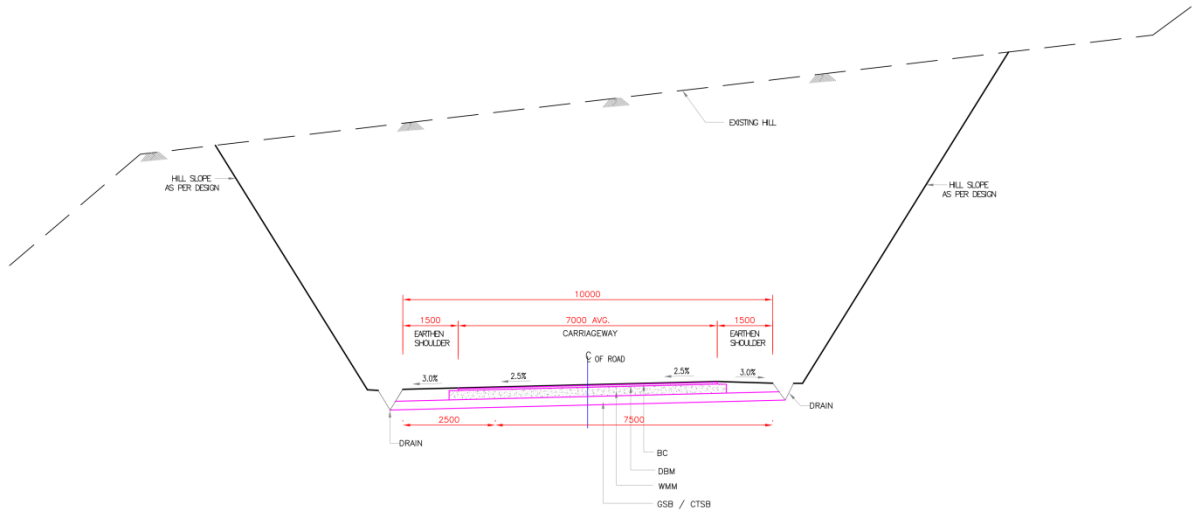 EXISTING HILL
HILL SLOPE
AS PER DESIGN
HILL SLOPE
AS PER DESIGN
10000
1500
7000 AVG.
1500
EARTHEN
SHOULDER
CARRIAGEWAY
EARTHEN
SHOULDER
C OF ROAD
3.0%
2.5%
2.5%
3.0%
DRAIN
2500
7500
DRAIN
BC
DBM
WMM
GSB / CTSB